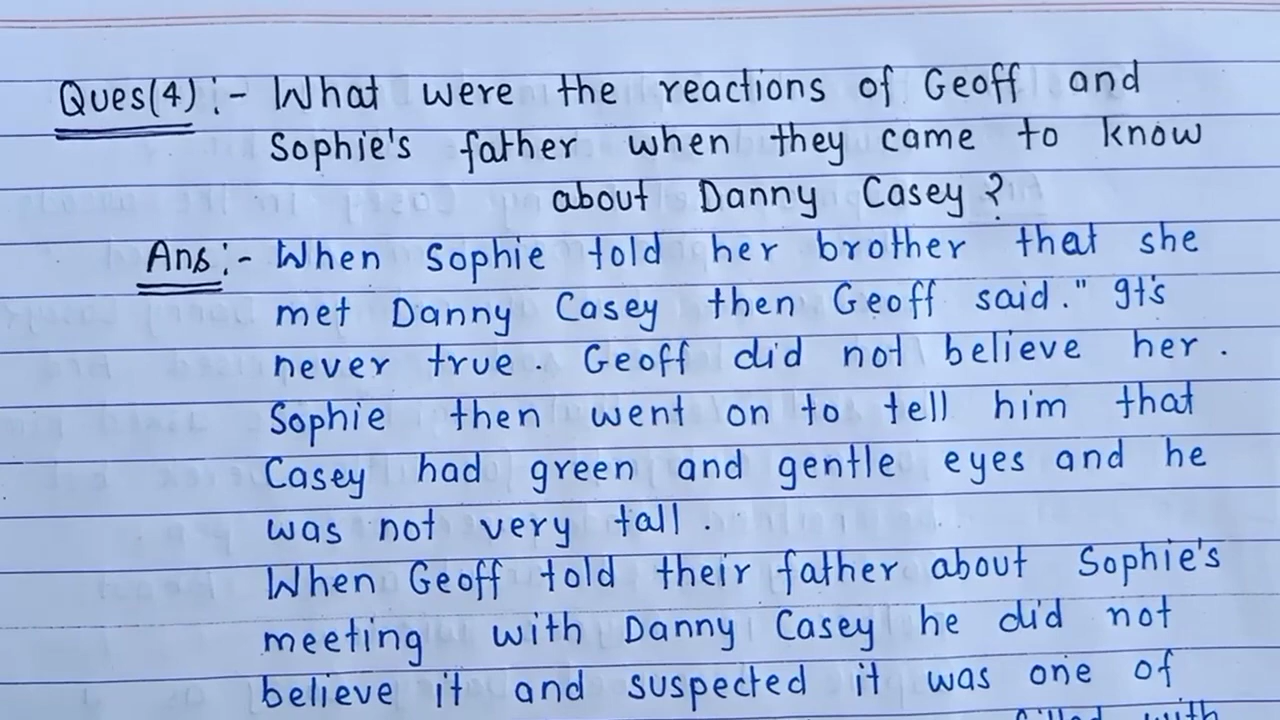 Ques(4):- What were the reactions of Geoff and
Sophie's father when they came to know
about Danny Casey?
Ans:- When Sophie told her brother that she
met Danny Casey then Geoff said." It's
never true. Geoff did not believe her.
Sophie then went on to tell him that
Casey had green and gentle eyes and he
was not very tall.
When Geoff told their father about Sophie's
meeting with Danny Casey he did not
believe it and suspected it was one of
filled with